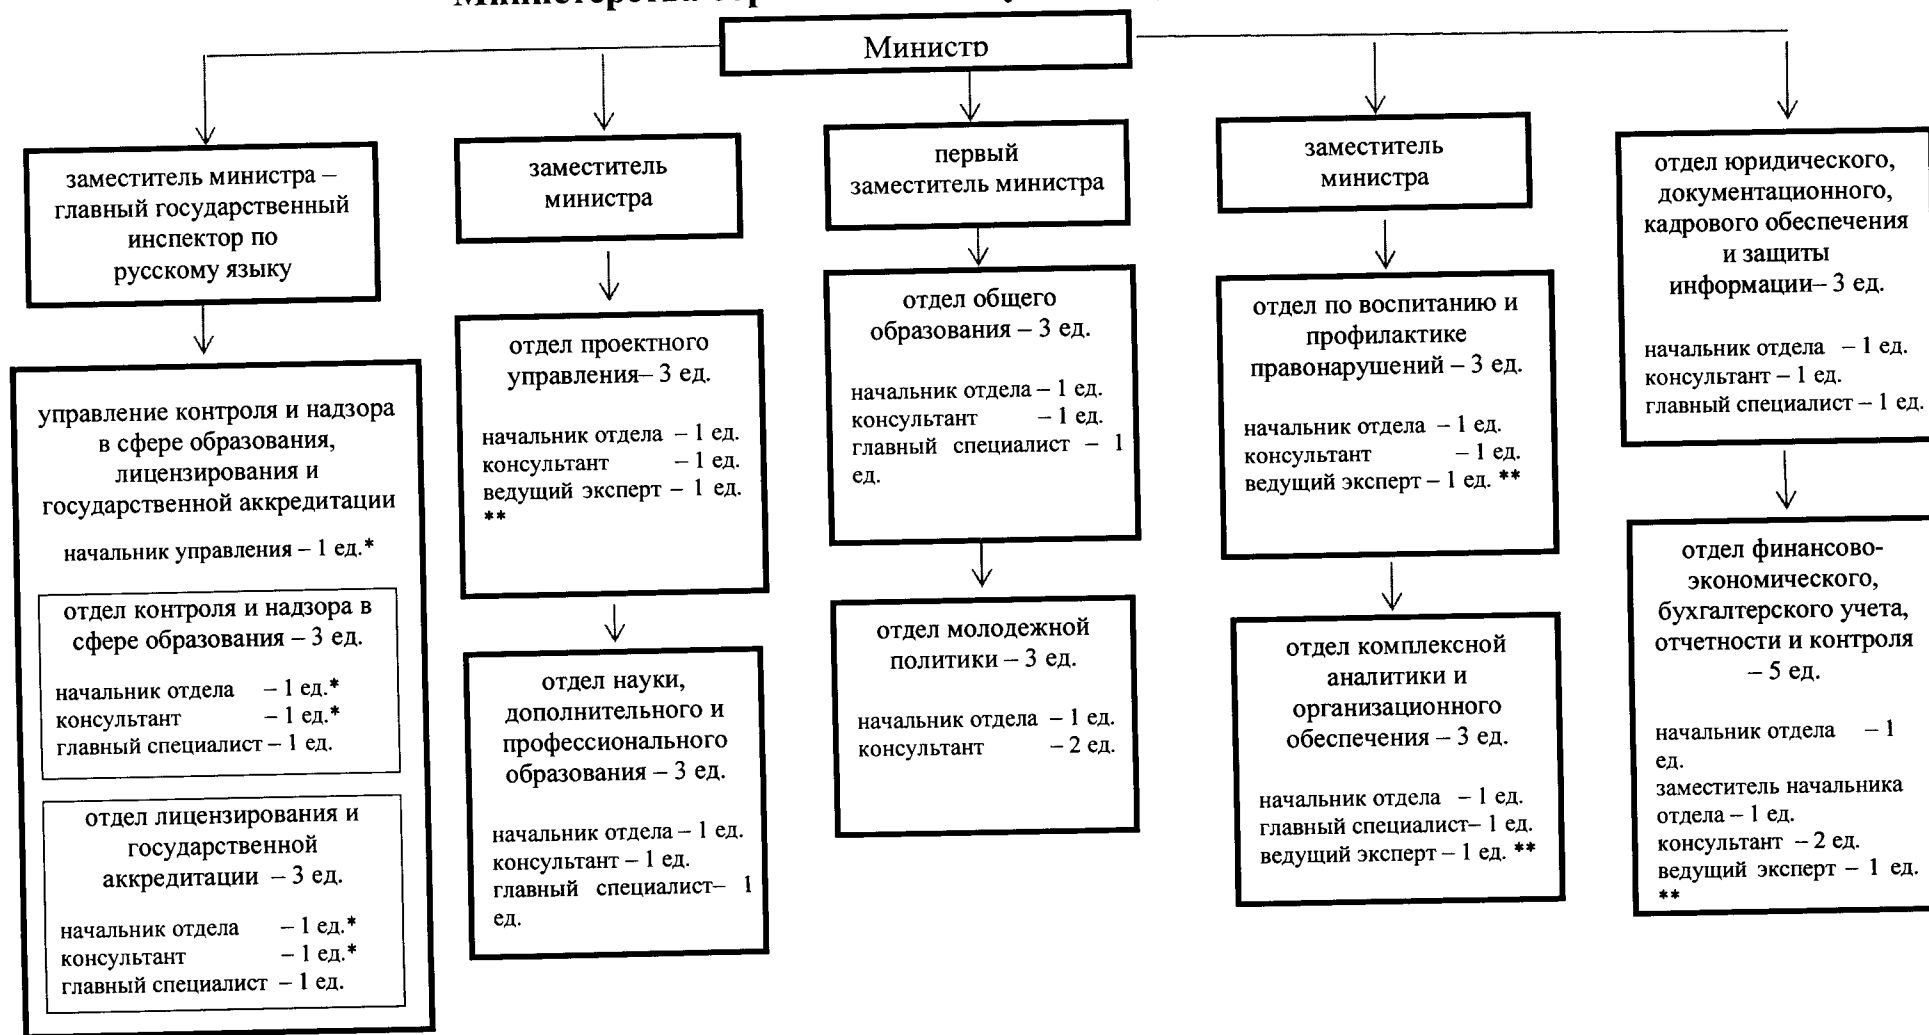 Министр
заместитель министра –
главный государственный
инспектор по
русскому языку
управление контроля и надзора
в сфере образования,
лицензирования и
государственной аккредитации
начальник управления – 1 ед.*
отдел контроля и надзора в
сфере образования – 3 ед.
начальник отдела – 1 ед.*
консультант – 1 ед.*
главный специалист – 1 ед.
отдел лицензирования и
государственной
аккредитации – 3 ед.
начальник отдела – 1 ед.*
консультант – 1 ед.*
главный специалист – 1 ед.
заместитель
министра
отдел проектного
управления– 3 ед.
начальник отдела – 1 ед.
консультант – 1 ед.
ведущий эксперт – 1 ед.
**
отдел науки,
дополнительного и
профессионального
образования – 3 ед.
начальник отдела – 1 ед.
консультант – 1 ед.
главный специалист– 1
ед.
первый
заместитель министра
отдел общего
образования – 3 ед.
начальник отдела – 1 ед.
консультант – 1 ед.
главный специалист – 1
ед.
отдел молодежной
политики – 3 ед.
начальник отдела – 1 ед.
консультант – 2 ед.
заместитель
министра
отдел по воспитанию и
профилактике
правонарушений – 3 ед.
начальник отдела – 1 ед.
консультант – 1 ед.
ведущий эксперт – 1 ед. **
отдел комплексной
аналитики и
организационного
обеспечения – 3 ед.
начальник отдела – 1 ед.
главный специалист– 1 ед.
ведущий эксперт – 1 ед. **
отдел юридического,
документационного,
кадрового обеспечения
и защиты
информации– 3 ед.
начальник отдела – 1 ед.
консультант – 1 ед.
главный специалист – 1 ед.
отдел финансово-
экономического,
бухгалтерского учета,
отчетности и контроля
– 5 ед.
начальник отдела – 1
ед.
заместитель начальника
отдела – 1 ед.
консультант – 2 ед.
ведущий эксперт – 1 ед.
**